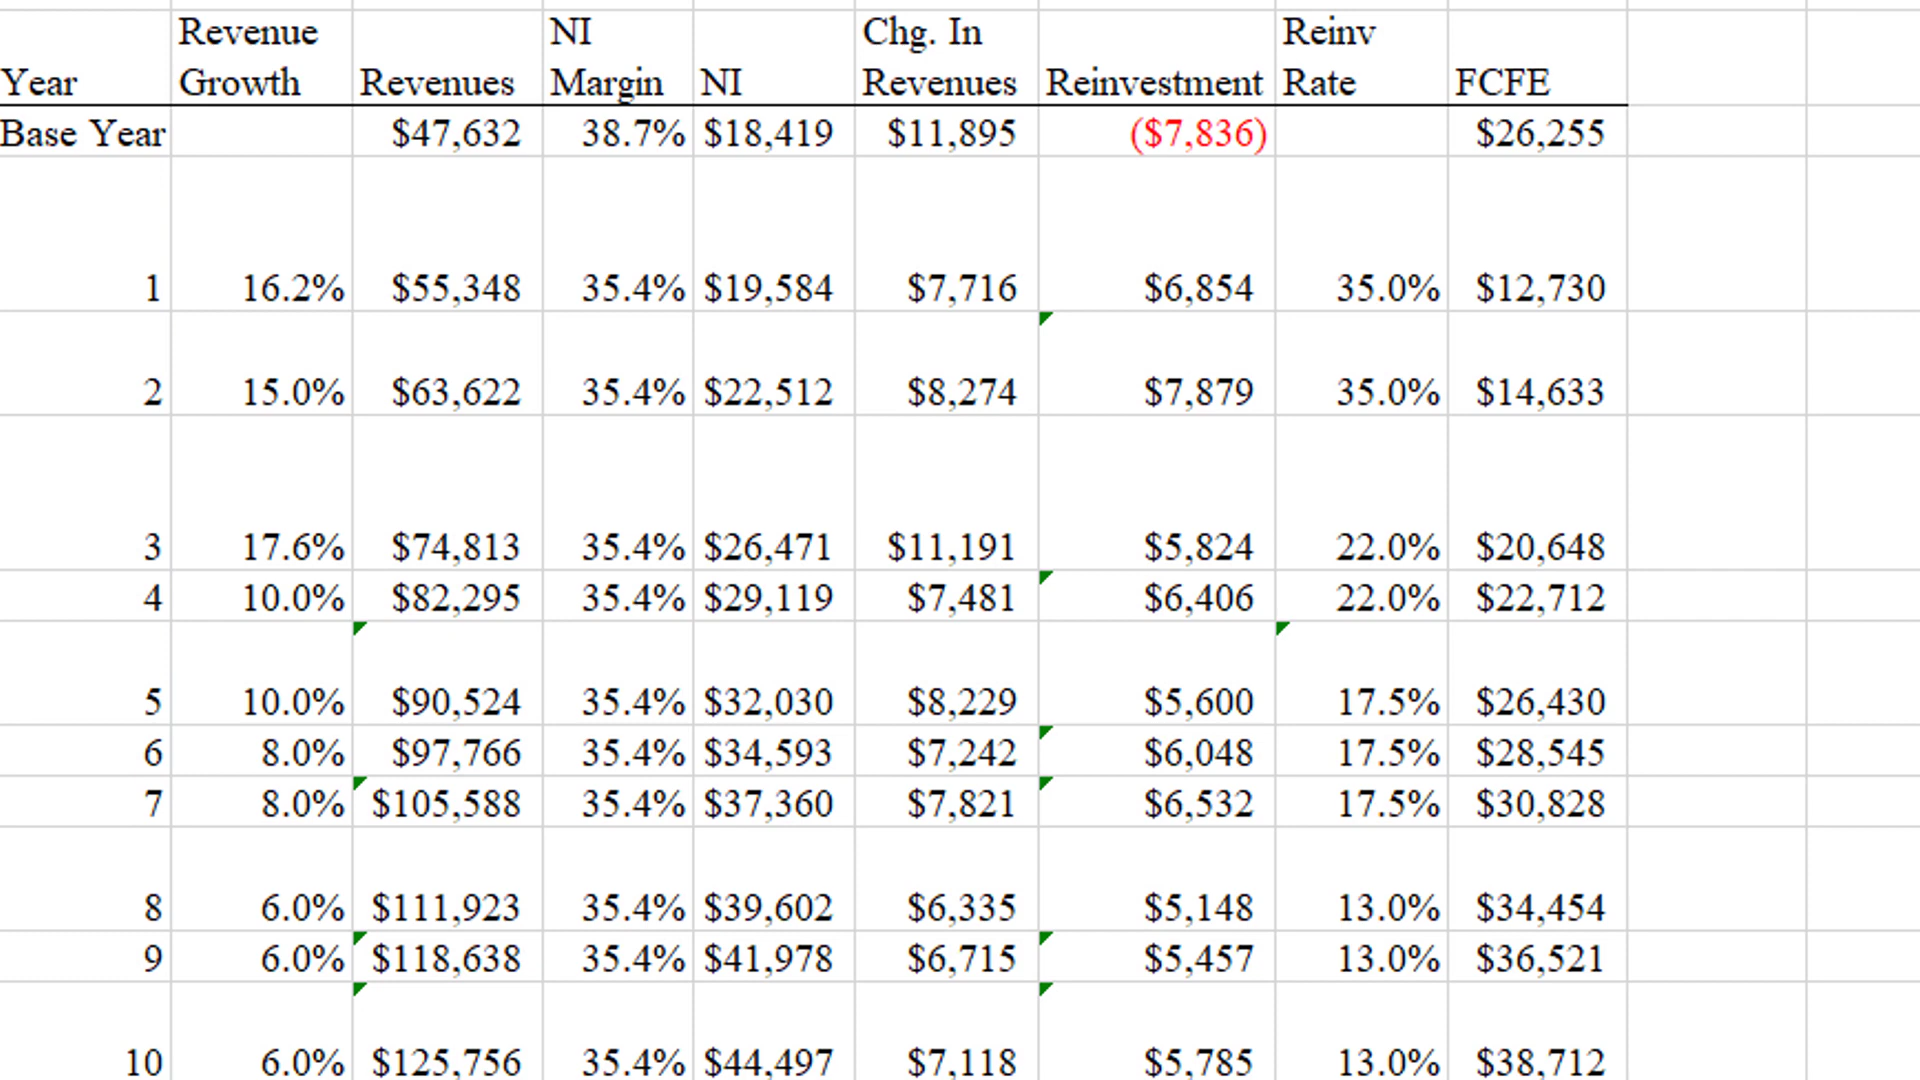 Revenue NI Chg. In Reinv
Year Growth Revenues Margin NI Revenues Reinvestment Rate FCFE
Base Year $47,632 38.7% $18,419 $11,895 ($7,836) $26,255
1 16.2% $55,348 35.4% $19,584 $7,716 $6,854 35.0% $12,730
2 15.0% $63,622 35.4% $22,512 $8,274 $7,879 35.0% $14,633
3 17.6% $74,813 35.4% $26,471 $11,191 $5,824 22.0% $20,648
4 10.0% $82,295 35.4% $29,119 $7,481 $6,406 22.0% $22,712
5 10.0% $90,524 35.4% $32,030 $8,229 $5,600 17.5% $26,430
6 8.0% $97,766 35.4% $34,593 $7,242 $6,048 17.5% $28,545
7 8.0% $105,588 35.4% $37,360 $7,821 $6,532 17.5% $30,828
8 6.0% $111,923 35.4% $39,602 $6,335 $5,148 13.0% $34,454
9 6.0% $118,638 35.4% $41,978 $6,715 $5,457 13.0% $36,521
10 6.0% $125,756 35.4% $44,497 $7,118 $5,785 13.0% $38,712